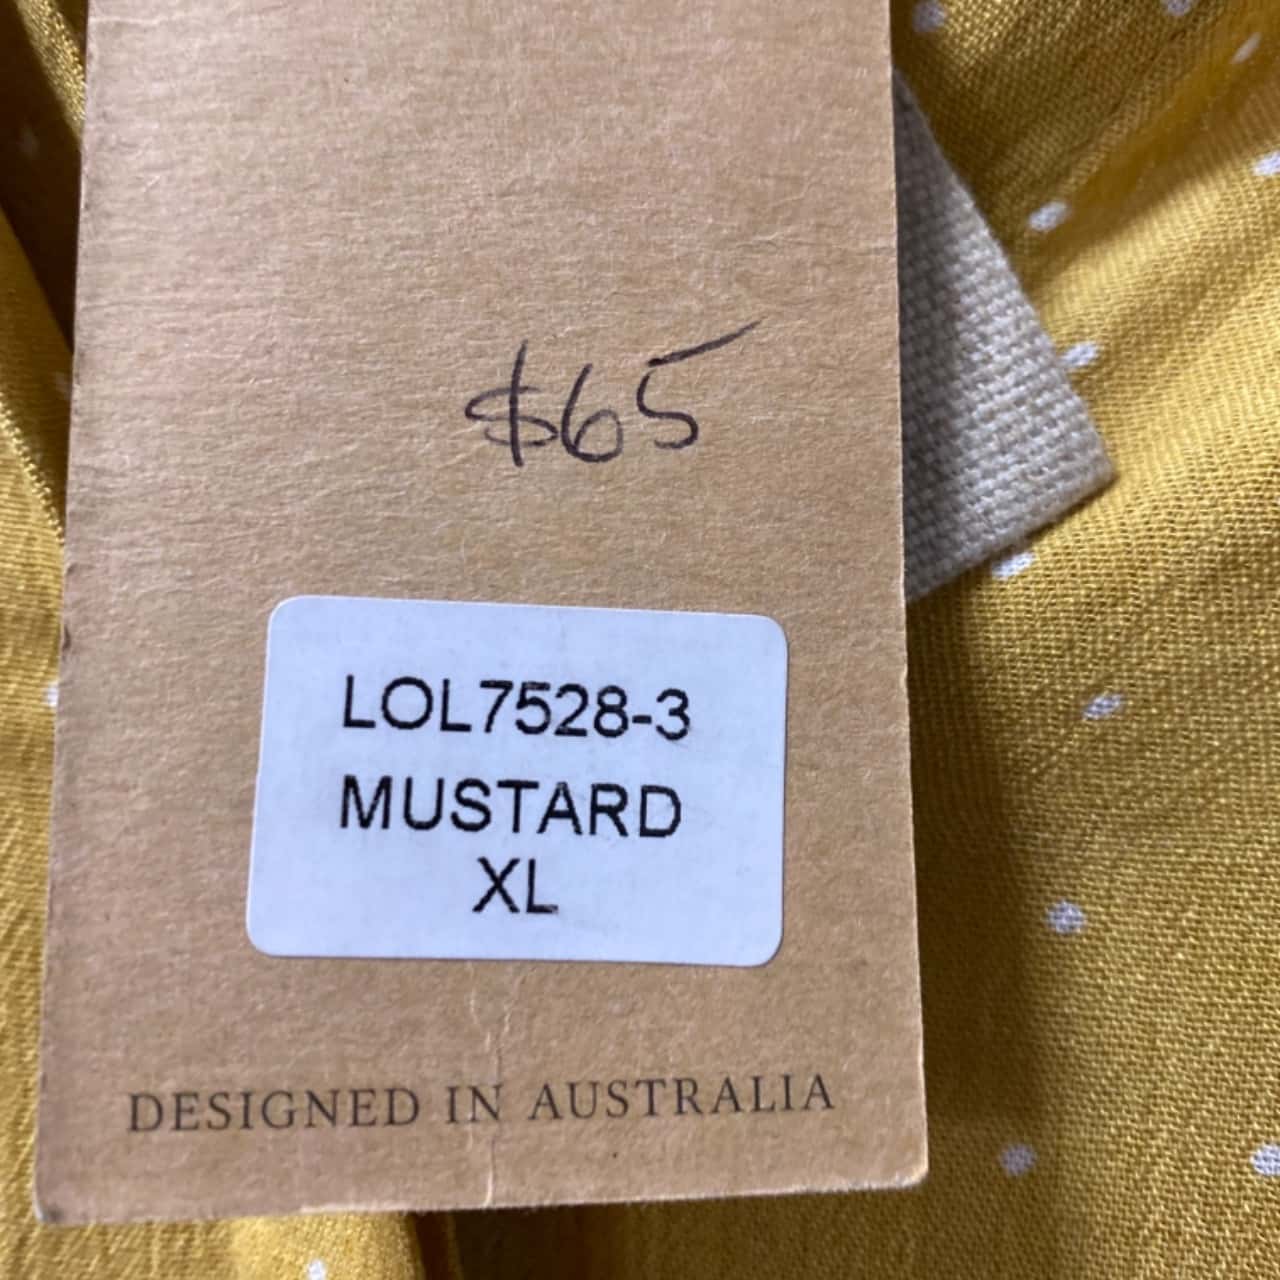 $65
LOL7528-3
MUSTARD
XL
DESIGNED IN AUSTRALIA